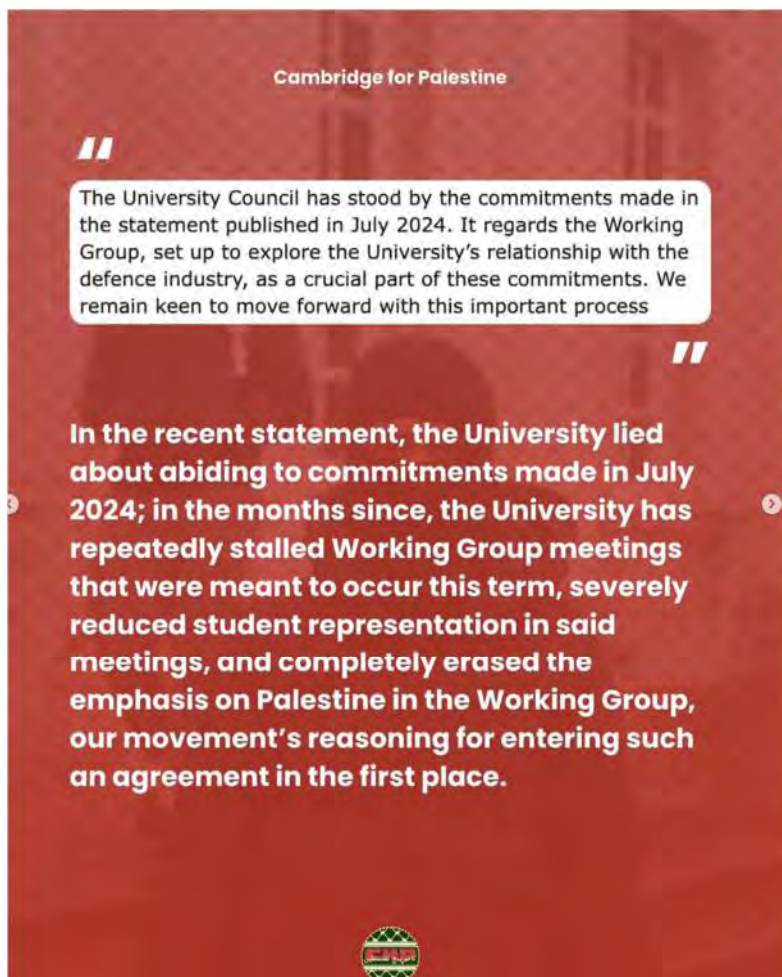 Cambridge for Palestine
“
The University Council has stood by the commitments made in
the statement published in July 2024. It regards the Working
Group, set up to explore the University’s relationship with the
defence industry, as a crucial part of these commitments. We
remain keen to move forward with this important process
”
In the recent statement, the University lied
about abiding to commitments made in July
2024; in the months since, the University has
repeatedly stalled Working Group meetings
that were meant to occur this term, severely
reduced student representation in said
meetings, and completely erased the
emphasis on Palestine in the Working Group,
our movement’s reasoning for entering such
an agreement in the first place.